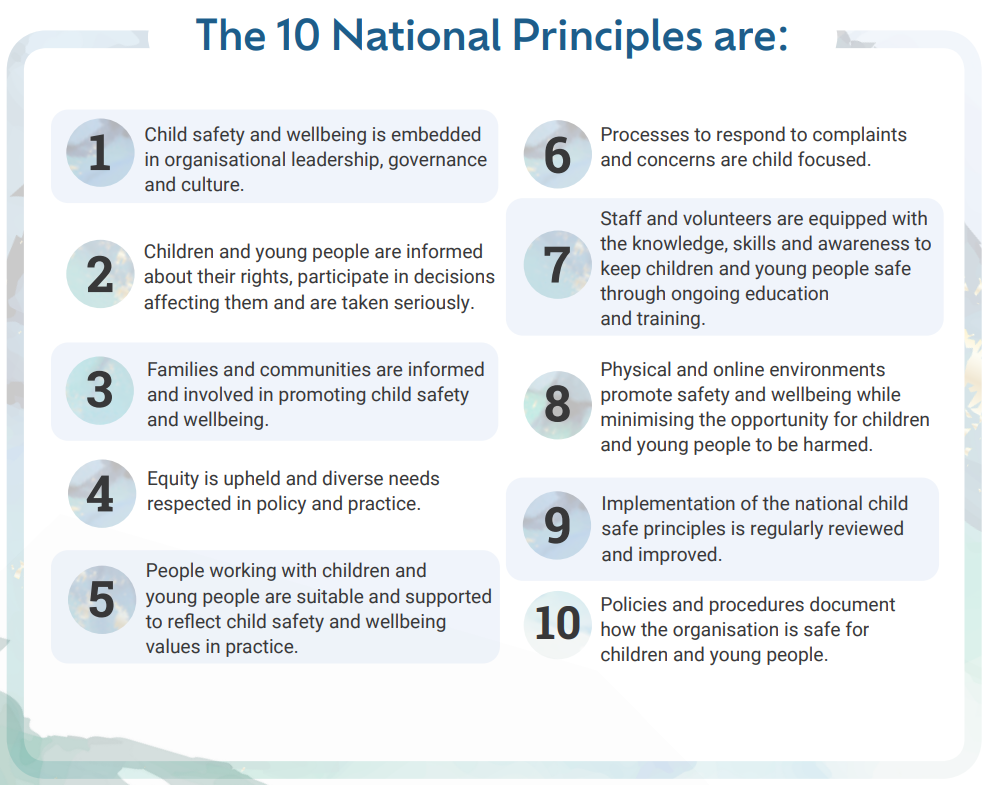 The 10 National Principles are:
1
Child safety and wellbeing is embedded
in organisational leadership, governance
and culture.
2
Children and young people are informed
about their rights, participate in decisions
affecting them and are taken seriously.
3
Families and communities are informed
and involved in promoting child safety
and wellbeing.
4
Equity is upheld and diverse needs
respected in policy and practice.
5
People working with children and
young people are suitable and supported
to reflect child safety and wellbeing
values in practice.
6
Processes to respond to complaints
and concerns are child focused.
7
Staff and volunteers are equipped with
the knowledge, skills and awareness to
keep children and young people safe
through ongoing education
and training.
8
Physical and online environments
promote safety and wellbeing while
minimising the opportunity for children
and young people to be harmed.
9
Implementation of the national child
safe principles is regularly reviewed
and improved.
10
Policies and procedures document
how the organisation is safe for
children and young people.